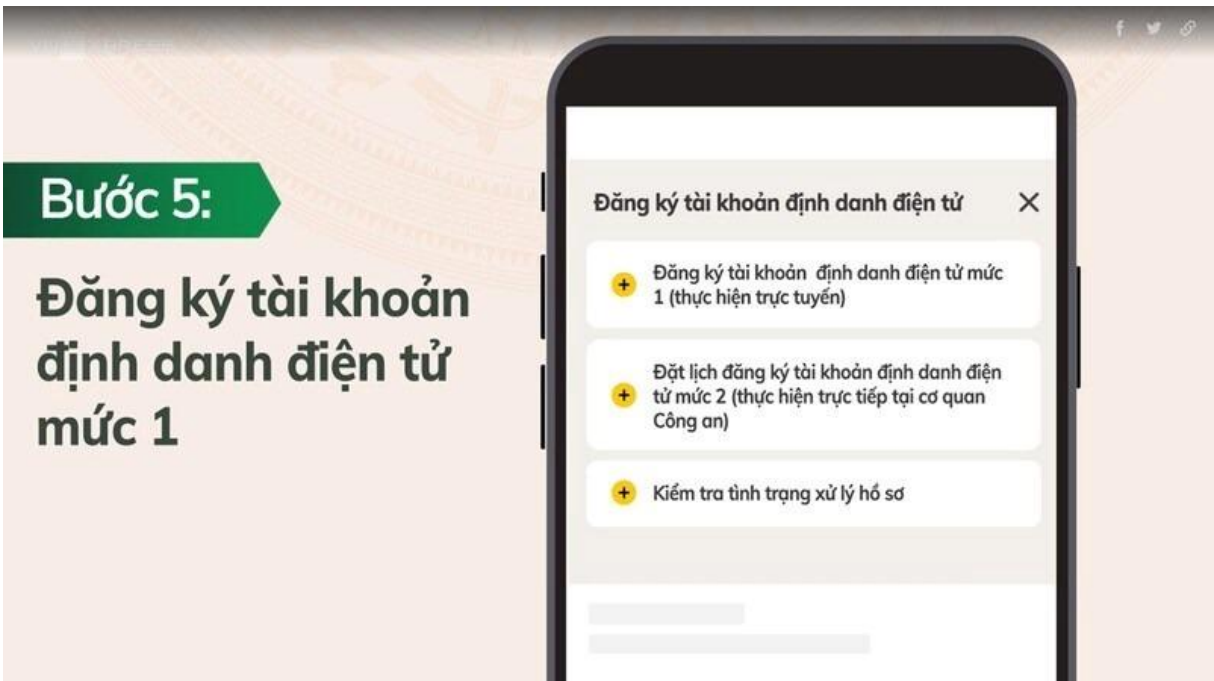 Bước 5:
Đăng ký tài khoản
định danh điện tử
mức 1
Đăng ký tài khoản định danh điện tử
Đăng ký tài khoản định danh điện tử mức
1 (thực hiện trực tuyến)
Đặt lịch đăng ký tài khoản định danh điện
tử mức 2 (thực hiện trực tiếp tại cơ quan
Công an)
Kiểm tra tình trạng xử lý hồ sơ